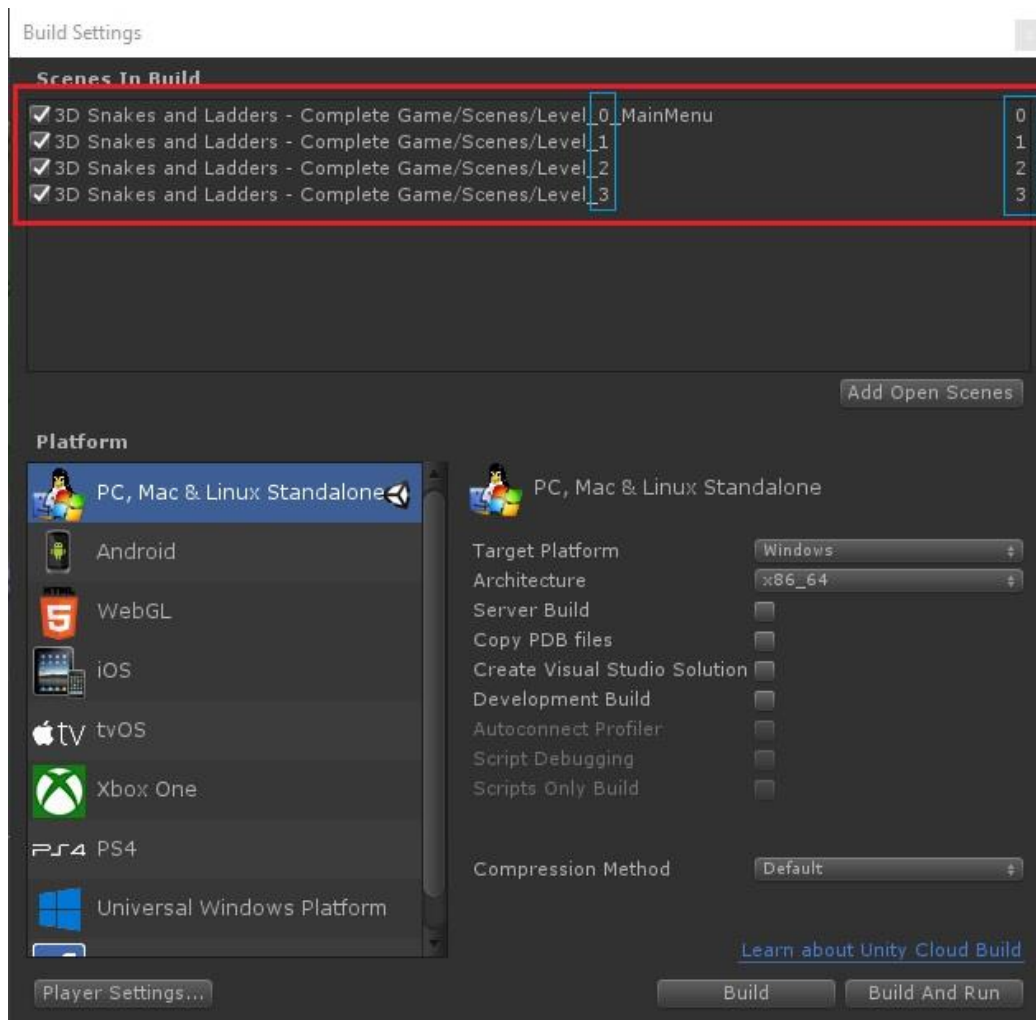 Build Settings
Scenes In Build
3D Snakes and Ladders - Complete Game/Scenes/Level_0_MainMenu 0
3D Snakes and Ladders - Complete Game/Scenes/Level_1 1
3D Snakes and Ladders - Complete Game/Scenes/Level_2 2
3D Snakes and Ladders - Complete Game/Scenes/Level_3 3
Add Open Scenes
Platform
PC, Mac & Linux Standalone
Android
HTML 5 WebGL
iOS
tv tvOS
Xbox One
PS4 PS4
Universal Windows Platform
PC, Mac & Linux Standalone
Target Platform Windows
Architecture x86_64
Server Build
Copy PDB files
Create Visual Studio Solution
Development Build
Autoconnect Profiler
Script Debugging
Scripts Only Build
Compression Method Default
Learn about Unity Cloud Build
Player Settings... Build Build And Run